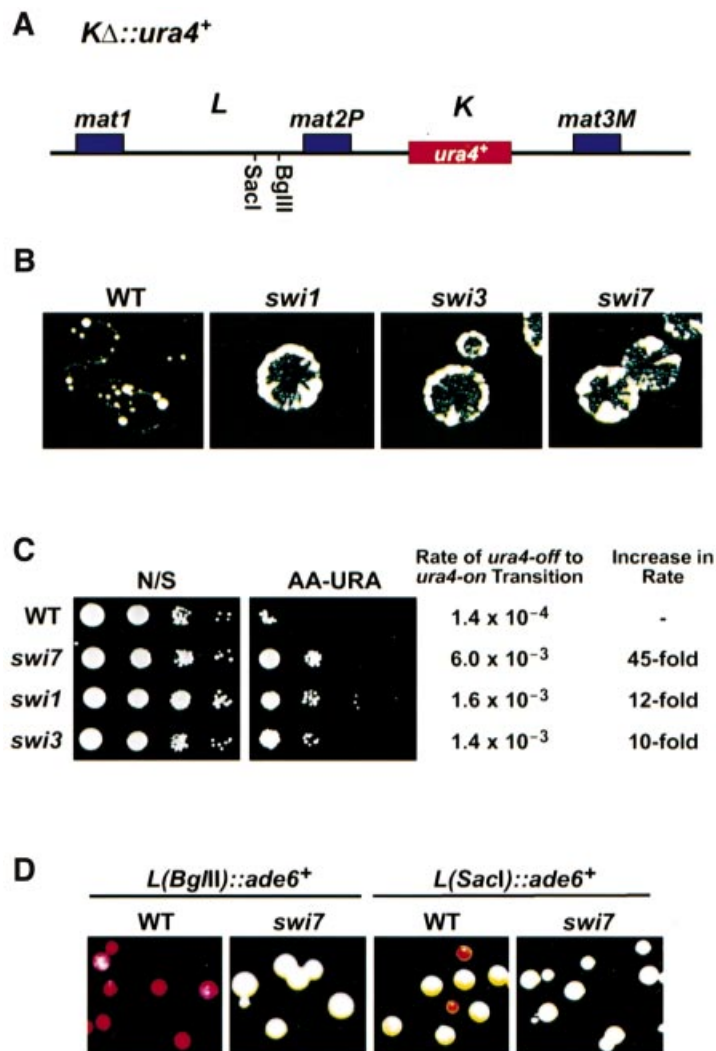 A
KΔ::ura4+
mat1 L mat2P K mat3M
ura4+
SacI
BglII
B
WT swi1 swi3 swi7
C
N/S AA-URA Rate of ura4-off to ura4-on Transition Increase in Rate
WT 1.4 x 10−4 -
swi7 6.0 x 10−3 45-fold
swi1 1.6 x 10−3 12-fold
swi3 1.4 x 10−3 10-fold
D
L(BglII)::ade6+ L(SacI)::ade6+
WT swi7 WT swi7